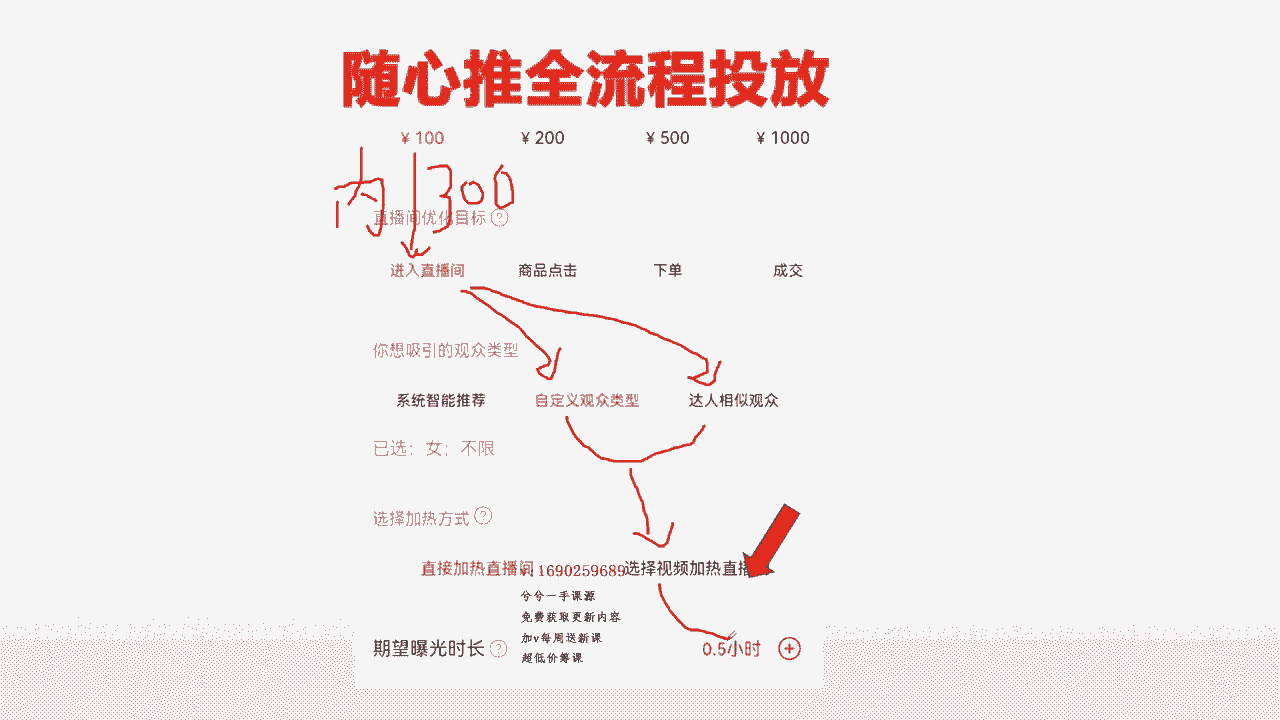 随心推全流程投放
¥ 100 ¥ 200 ¥ 500 ¥ 1000
内 300
直播间优化目标 ?
进入直播间 商品点击 下单 成交
你想吸引的观众类型
系统智能推荐 自定义观众类型 达人相似观众
已选：女；不限
选择加热方式 ?
直接加热直播间 v:1690259689 选择视频加热直播
兮兮一手课源
免费获取更新内容
加v每周送新课
超低价筹课
期望曝光时长 ? 0.5小时 +